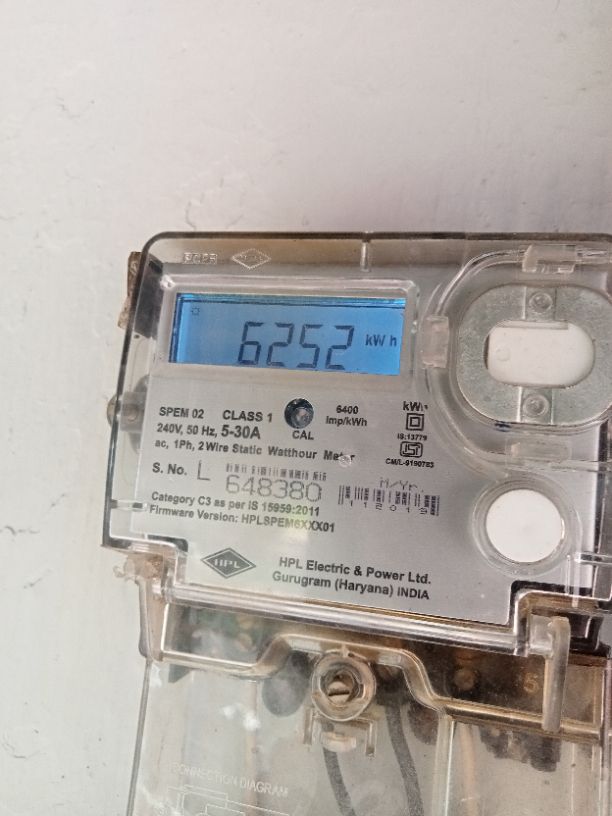 6252 kWh
SPEM 02 CLASS 1 CAL 6400 imp/kWh kWh
240V, 50 Hz, 5-30A IS:13779
ac, 1Ph, 2 Wire Static Watthour Meter CM/L-9190783
S. No. L 648380 M/Yr
Category C3 as per IS 15959:2011
Firmware Version: HPLSPEM6XXX01
HPL HPL Electric & Power Ltd.
Gurugram (Haryana) INDIA
CONNECTION DIAGRAM